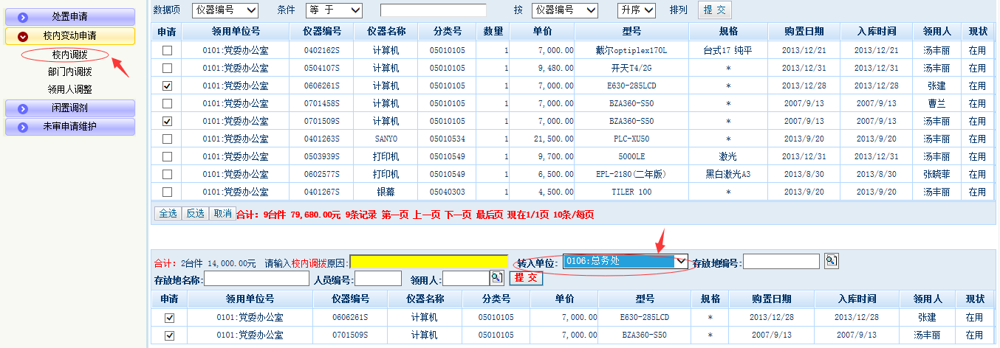 处置申请
校内变动申请
校内调拨
部门内调拨
领用人调整
闲置调剂
未审申请维护
数据项 仪器编号 条件 等 于 按 仪器编号 升序 排列 提 交
申请 领用单位号 仪器编号 仪器名称 分类号 数量 单价 型号 规格 购置日期 入库时间 领用人 现状
0101:党委办公室 0402162S 计算机 05010105 1 7,000.00 戴尔optiplex170L 台式17 纯平 2013/12/21 2013/12/21 汤丰丽 在用
0101:党委办公室 0504107S 计算机 05010105 1 9,480.00 开天T4/2G * 2013/12/31 2013/12/31 汤丰丽 在用
0101:党委办公室 0606261S 计算机 05010105 1 7,000.00 E630-285LCD * 2013/12/28 2013/12/28 张建 在用
0101:党委办公室 0701458S 计算机 05010105 1 7,000.00 BZA360-S50 * 2007/9/13 2007/9/13 曹兰 在用
0101:党委办公室 0701509S 计算机 05010105 1 7,000.00 BZA360-S50 * 2007/9/13 2007/9/13 汤丰丽 在用
0101:党委办公室 0401263S SANYO 05010534 1 21,500.00 PLC-XU50 * 2013/9/20 2013/9/20 汤丰丽 在用
0101:党委办公室 0503939S 打印机 05010549 1 9,700.00 5000LE 激光 2013/12/31 2013/12/31 汤丰丽 在用
0101:党委办公室 0602577S 打印机 05010549 1 6,500.00 EPL-2180(二年版) 黑白激光A3 2013/8/30 2013/8/30 张晓菲 在用
0101:党委办公室 0401267S 银幕 05040303 1 4,500.00 TILER 100 * 2013/9/20 2013/9/20 汤丰丽 在用
全选 反选 取消 合计: 9台件 79,680.00元 9条记录 第一页 上一页 下一页 最后页 现在1/1页 10条/每页
合计: 2台件 14,000.00元 请输入校内调拨原因: 转入单位: 0106:总务处 存放地编号:
存放地名称: 人员编号: 领用人: 提 交
申请 领用单位号 仪器编号 仪器名称 分类号 单价 型号 规格 购置日期 入库时间 领用人 现状
0101:党委办公室 0606261S 计算机 05010105 7,000.00 E630-285LCD * 2013/12/28 2013/12/28 张建 在用
0101:党委办公室 0701509S 计算机 05010105 7,000.00 BZA360-S50 * 2007/9/13 2007/9/13 汤丰丽 在用